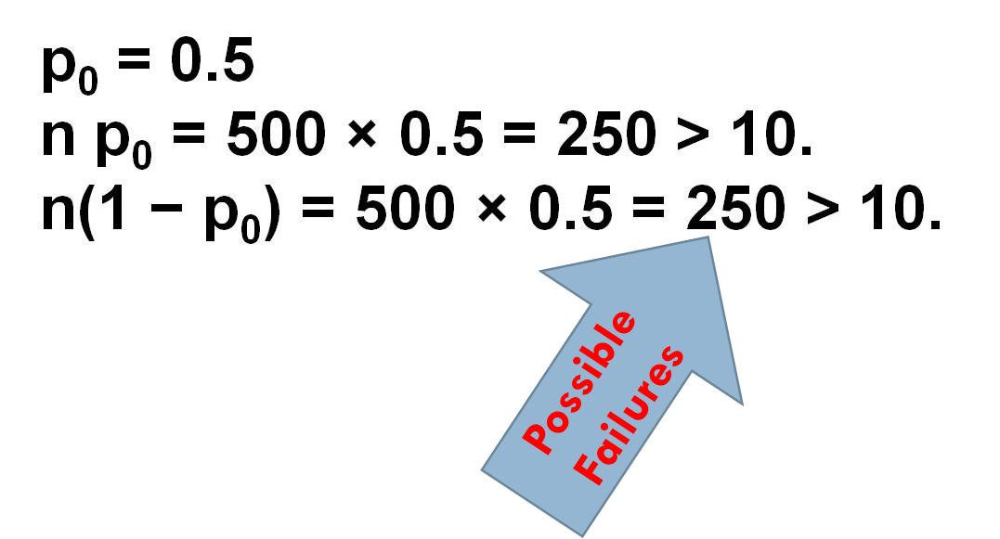 p₀ = 0.5
n p₀ = 500 × 0.5 = 250 > 10.
n(1 − p₀) = 500 × 0.5 = 250 > 10.
Possible
Failures